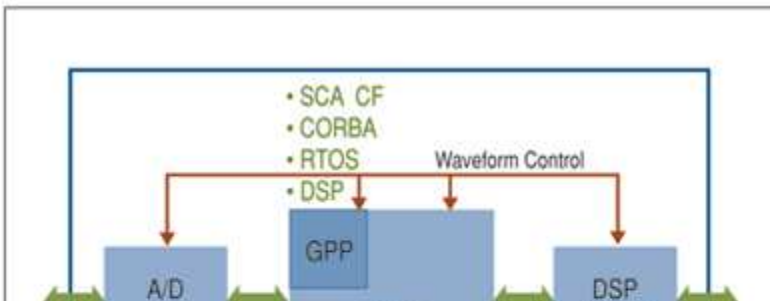 • SCA CF
• CORBA
• RTOS
Waveform Control
• DSP
GPP
A/D
DSP